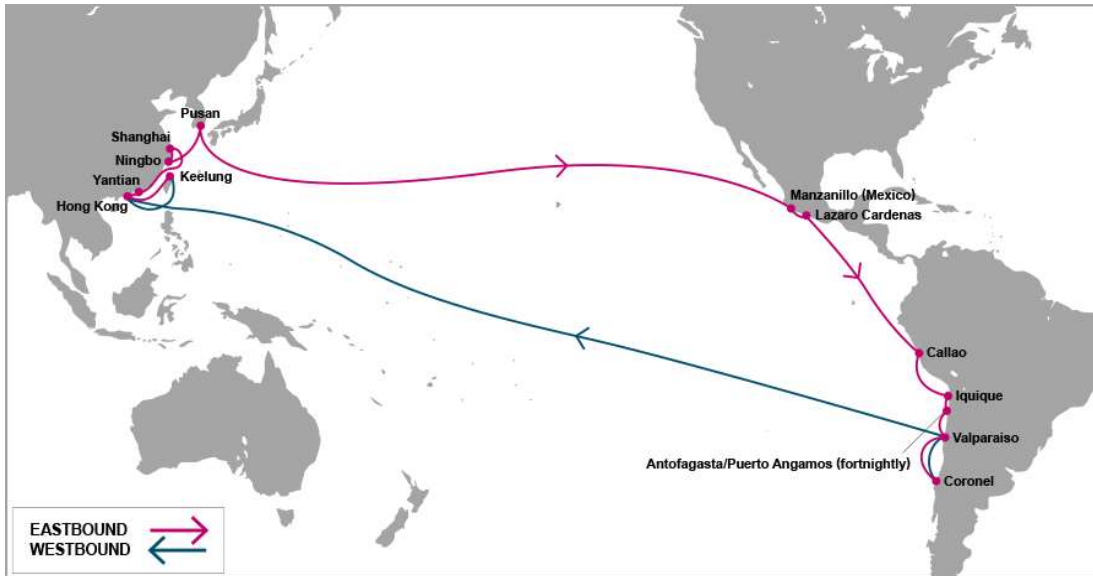 Pusan
Shanghai
Ningbo
Keelung
Yantian
Hong Kong
Manzanillo (Mexico)
Lazaro Cardenas
Callao
Iquique
Valparaiso
Antofagasta/Puerto Angamos (fortnightly)
Coronel
EASTBOUND
WESTBOUND